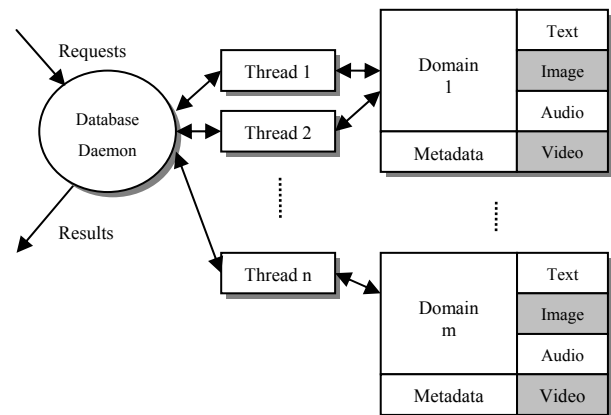 Requests
Database
Daemon
Results
Thread 1
Thread 2
Thread n
Domain
1
Metadata
Text
Image
Audio
Video
Domain
m
Metadata
Text
Image
Audio
Video